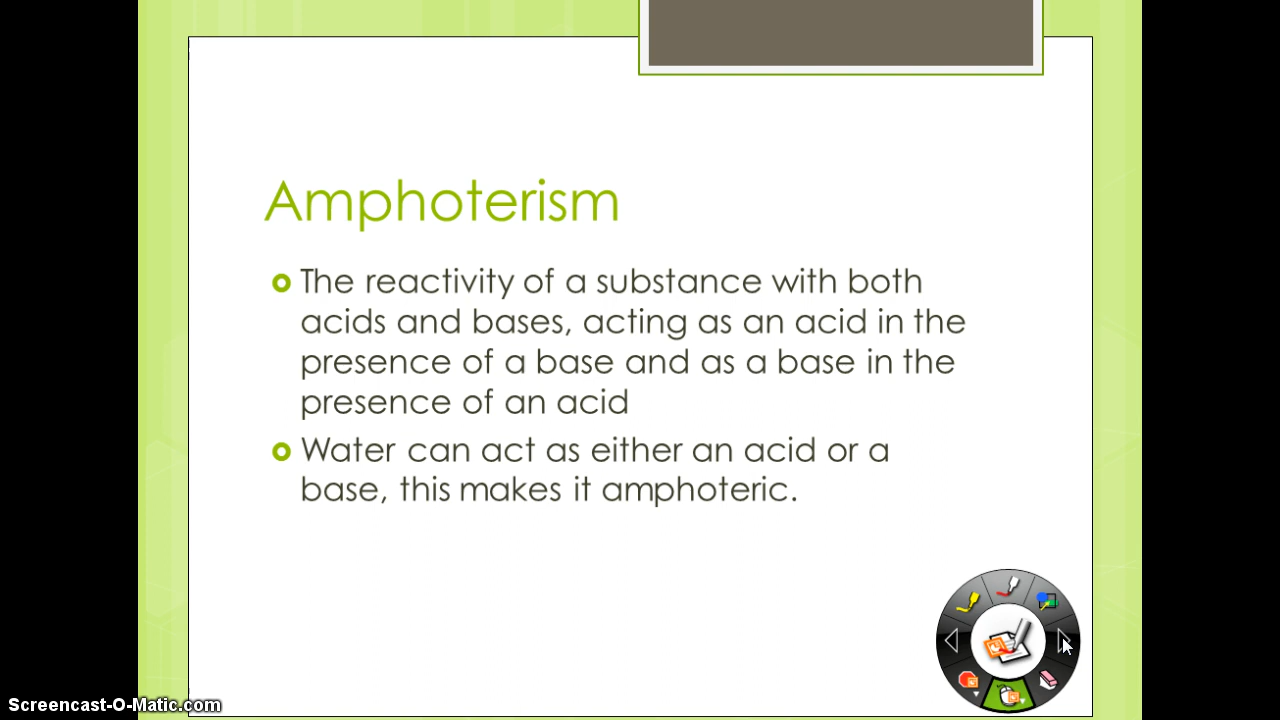 Amphoterism
The reactivity of a substance with both
acids and bases, acting as an acid in the
presence of a base and as a base in the
presence of an acid
Water can act as either an acid or a
base, this makes it amphoteric.
Screencast-O-Matic.com